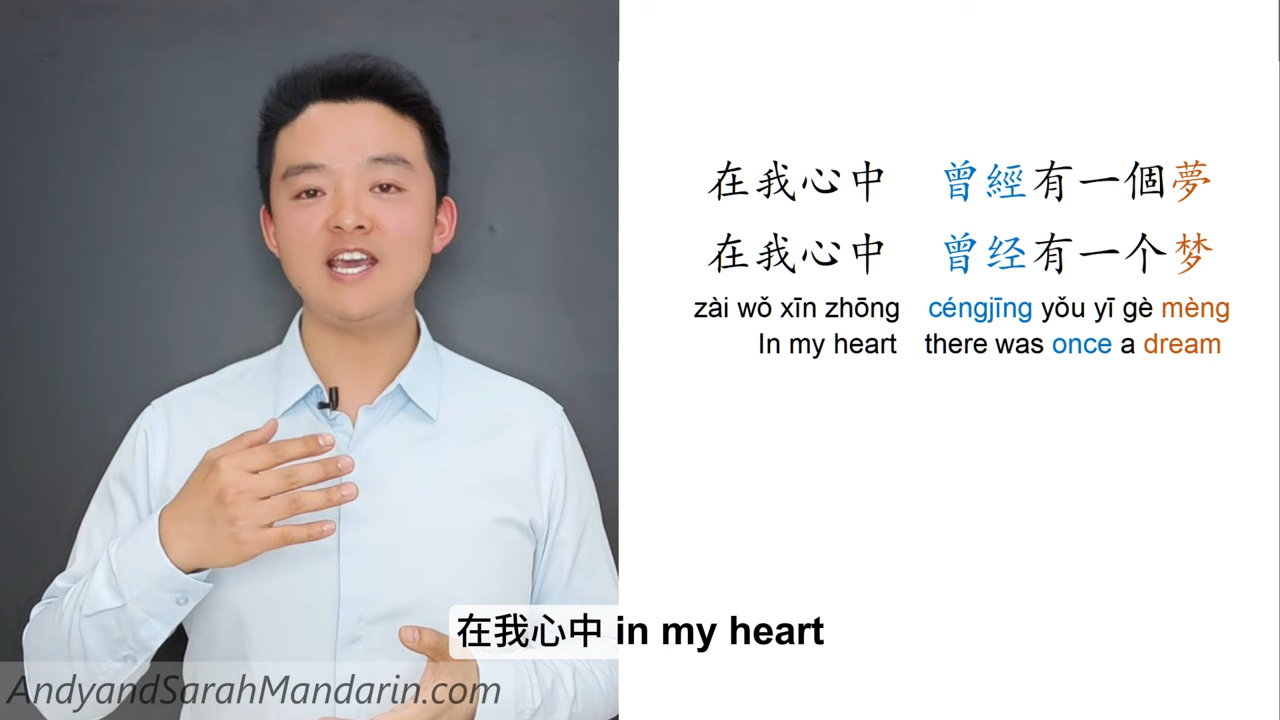 在我心中 曾經有一個夢
在我心中 曾经有一个梦
zài wǒ xīn zhōng céngjīng yǒu yī gè mèng
In my heart there was once a dream
在我心中 in my heart
AndyandSarahMandarin.com